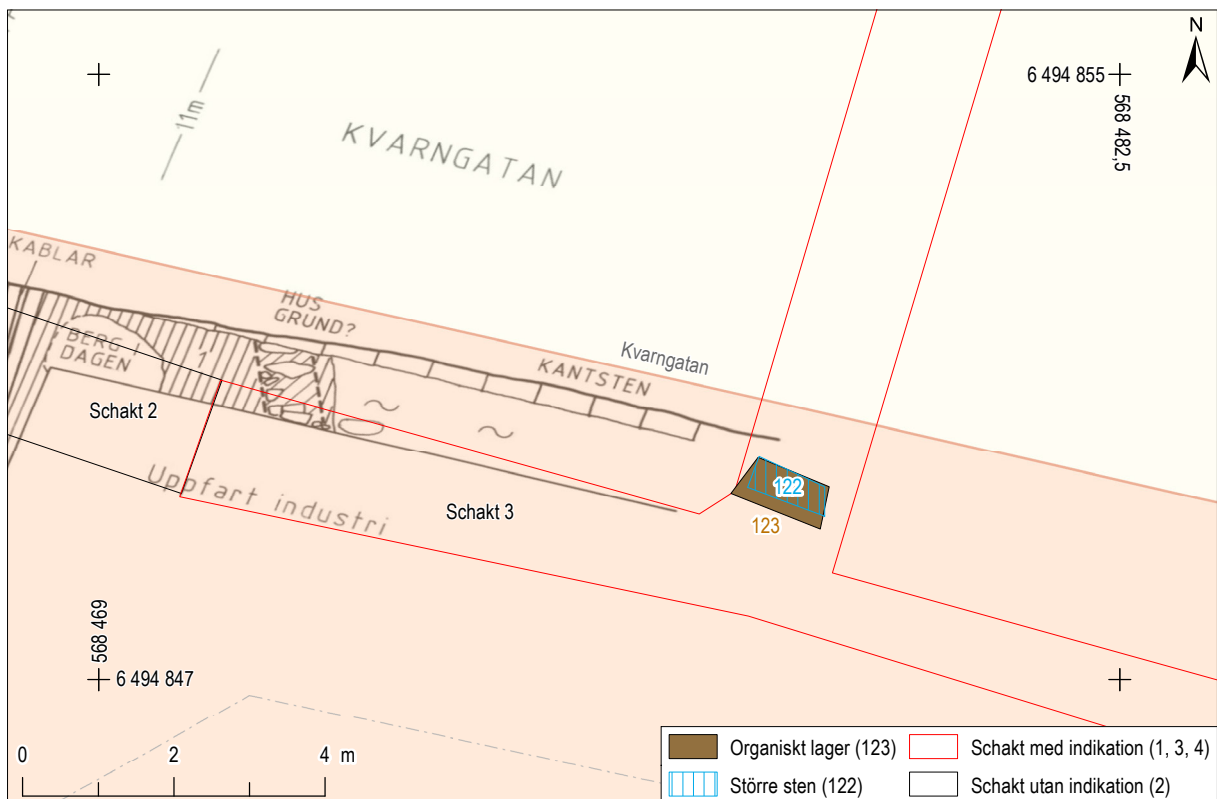 N
6 494 855
568 482,5
11m
KVARNGATAN
KABLAR
HUS
GRUND?
BERG I
DAGEN
1
KANTSTEN
Kvarngatan
Schakt 2
Uppfart industri
Schakt 3
122
123
568 469
6 494 847
0 2 4 m
Organiskt lager (123)
Schakt med indikation (1, 3, 4)
Större sten (122)
Schakt utan indikation (2)